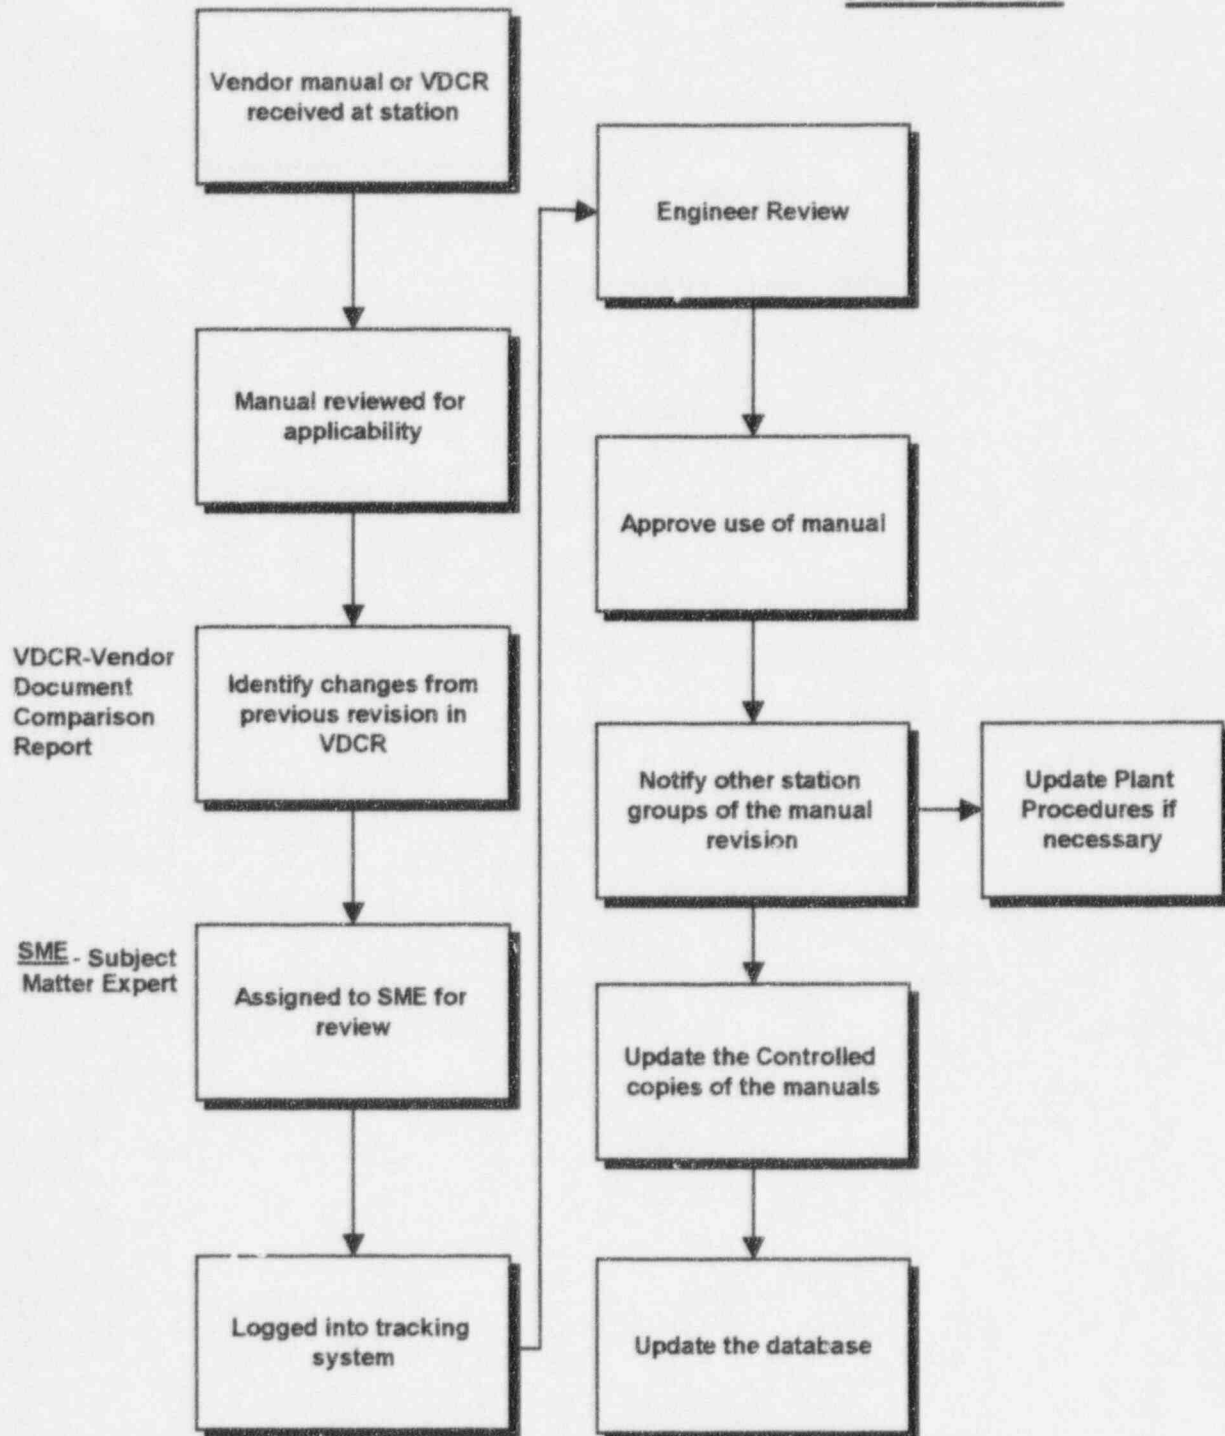 Vendor manual or VDCR
received at station
Manual reviewed for
applicability
VDCR-Vendor
Document
Comparison
Report
Identify changes from
previous revision in
VDCR
SME - Subject
Matter Expert
Assigned to SME for
review
Logged into tracking
system
Engineer Review
Approve use of manual
Notify other station
groups of the manual
revision
Update Plant
Procedures if
necessary
Update the Controlled
copies of the manuals
Update the database